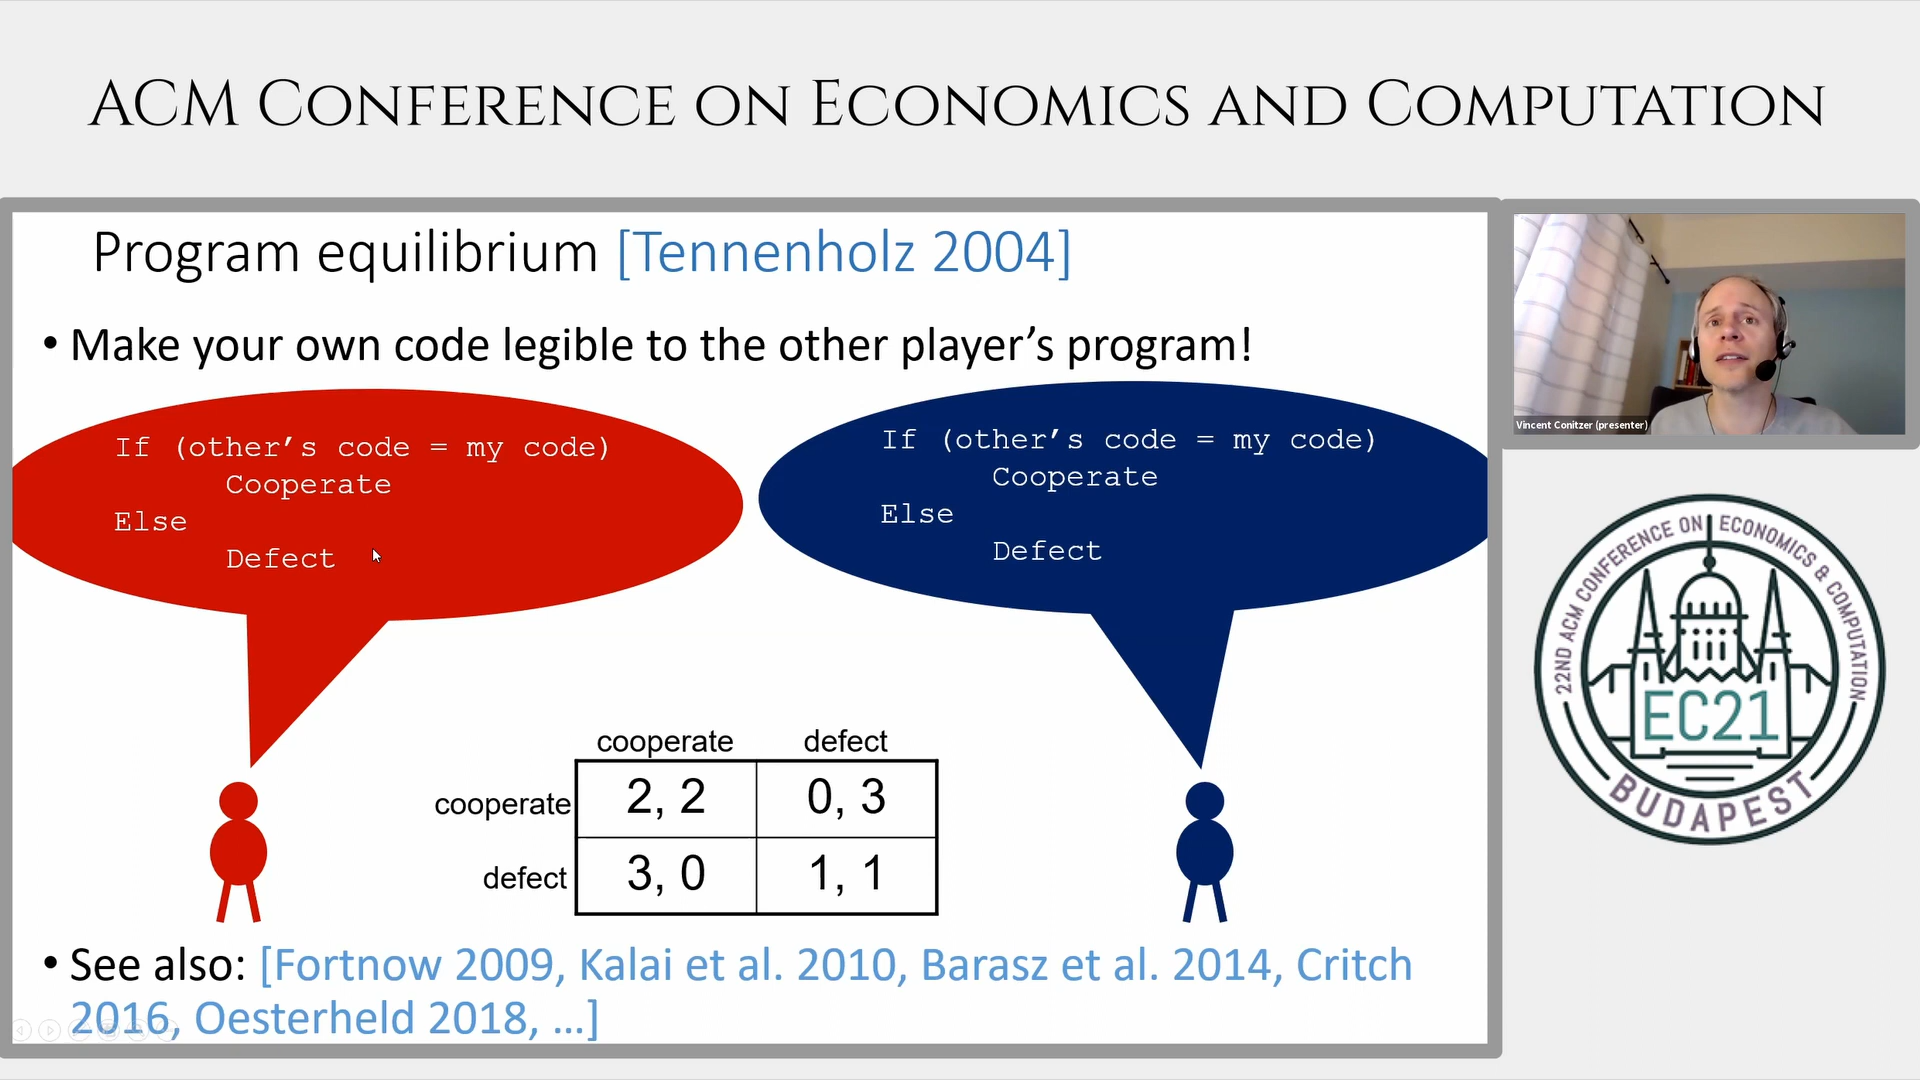 ACM Conference on Economics and Computation
Program equilibrium [Tennenholz 2004]
• Make your own code legible to the other player’s program!
If (other’s code = my code)
Cooperate
Else
Defect
If (other’s code = my code)
Cooperate
Else
Defect
cooperate defect
cooperate 2, 2 0, 3
defect 3, 0 1, 1
• See also: [Fortnow 2009, Kalai et al. 2010, Barasz et al. 2014, Critch
2016, Oesterheld 2018, …]
Vincent Conitzer (presenter)
22ND ACM CONFERENCE ON ECONOMICS & COMPUTATION
EC21
BUDAPEST